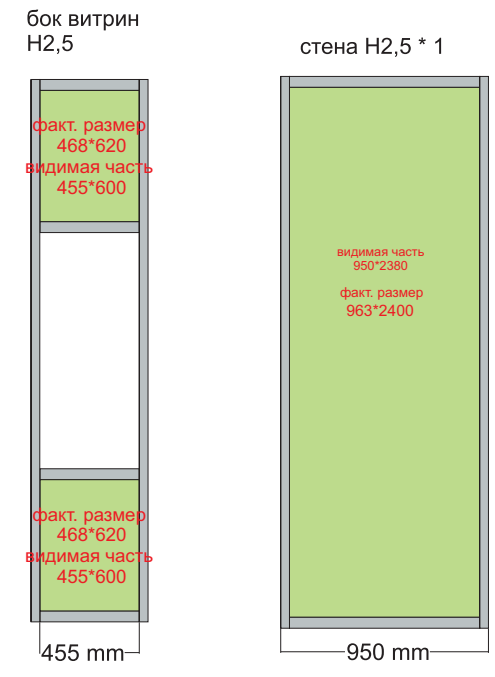 бок витрин
H2,5
стена H2,5 * 1
факт. размер
468*620
видимая часть
455*600
видимая часть
950*2380
факт. размер
963*2400
факт. размер
468*620
видимая часть
455*600
455 mm
950 mm